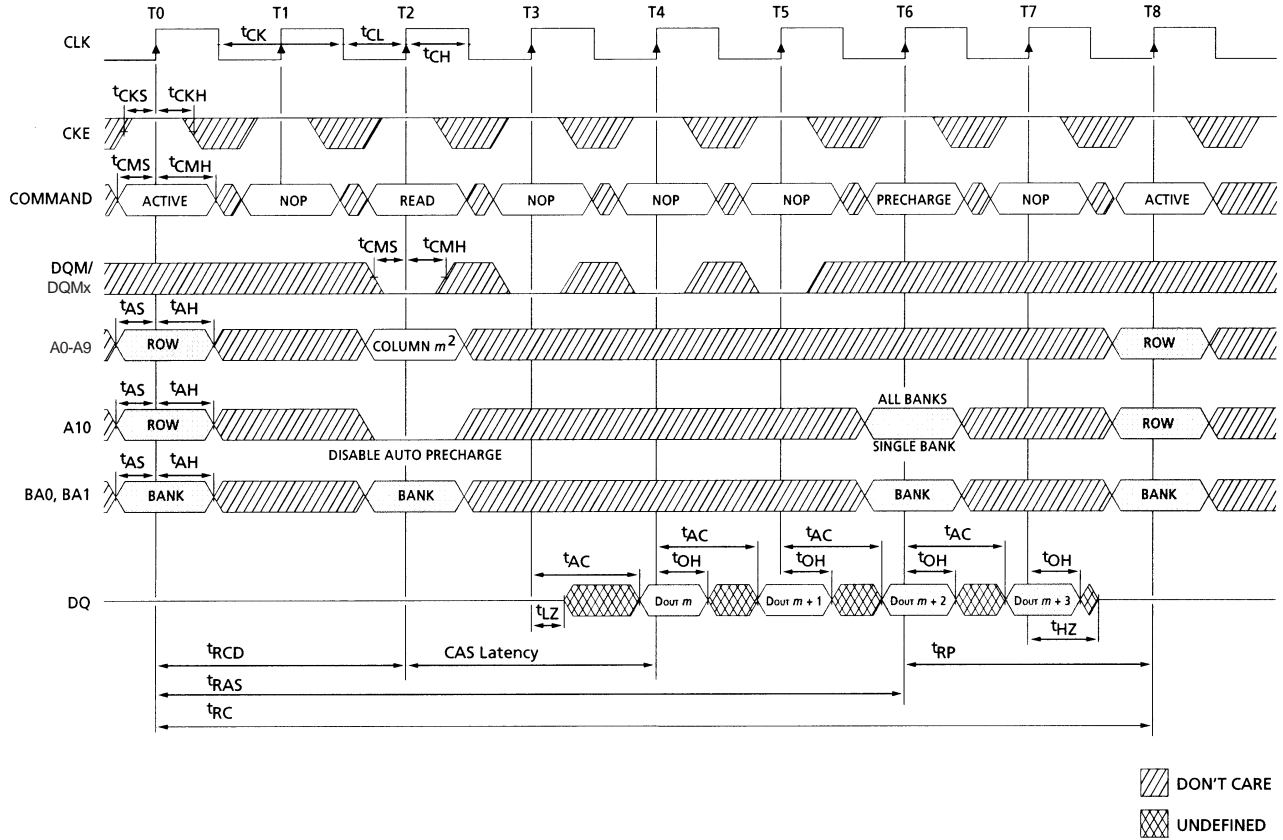 T0 T1 T2 T3 T4 T5 T6 T7 T8
CLK tCK tCL tCH
tCKS tCKH
CKE
tCMS tCMH
COMMAND ACTIVE NOP READ NOP NOP NOP PRECHARGE NOP ACTIVE
tCMS tCMH
DQM/
DQMx
tAS tAH
A0-A9 ROW COLUMN m2 ROW
tAS tAH ALL BANKS
A10 ROW ROW
DISABLE AUTO PRECHARGE SINGLE BANK
tAS tAH
BA0, BA1 BANK BANK BANK BANK
tAC tAC tAC
tAC tOH tOH tOH tOH
DQ DOUT m DOUT m + 1 DOUT m + 2 DOUT m + 3
tLZ tHZ
tRCD CAS Latency tRP
tRAS
tRC
DON'T CARE
UNDEFINED